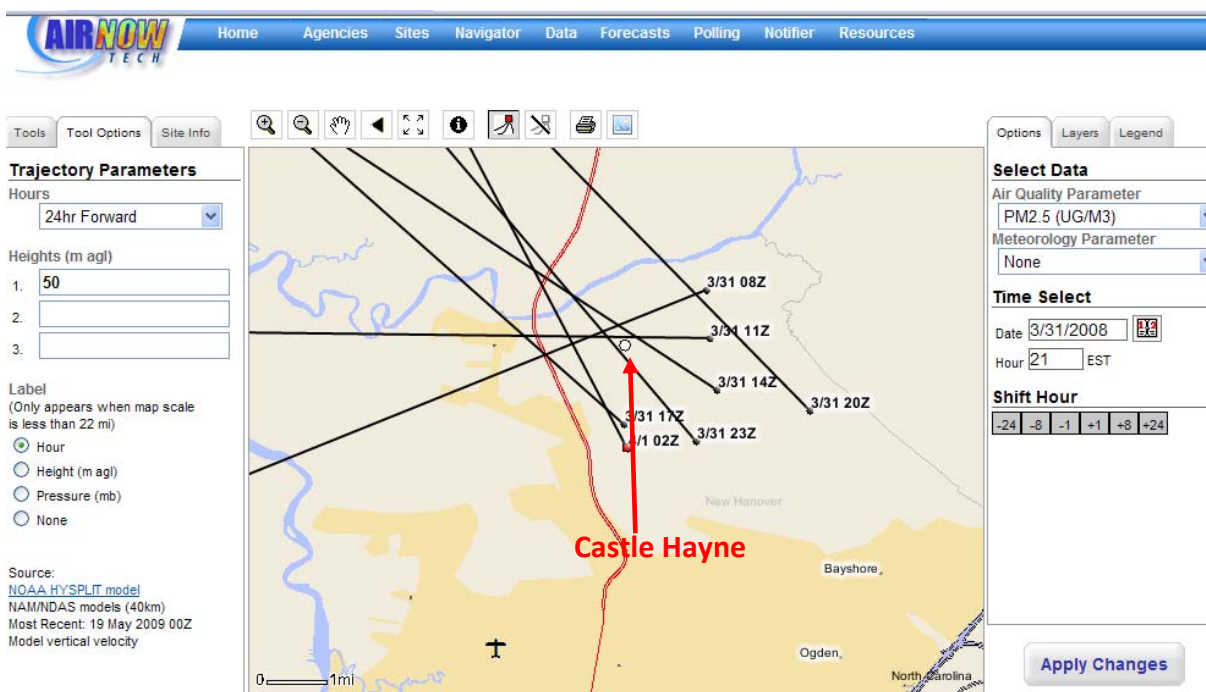 AIRNOW
TECH
Home Agencies Sites Navigator Data Forecasts Polling Notifier Resources
Tools Tool Options Site Info
Trajectory Parameters
Hours
24hr Forward
Heights (m agl)
1. 50
2.
3.
Label
(Only appears when map scale
is less than 22 mi)
Hour
Height (m agl)
Pressure (mb)
None
Source:
NOAA HYSPLIT model
NAM/NDAS models (40km)
Most Recent: 19 May 2009 00Z
Model vertical velocity
3/31 08Z
3/31 11Z
3/31 14Z
3/31 20Z
3/31 17Z
3/31 23Z
/1 02Z
New Hanover
Castle Hayne
Bayshore
Ogden
North Carolina
0 1mi
Options Layers Legend
Select Data
Air Quality Parameter
PM2.5 (UG/M3)
Meteorology Parameter
None
Time Select
Date 3/31/2008
Hour 21 EST
Shift Hour
-24 -8 -1 +1 +8 +24
Apply Changes